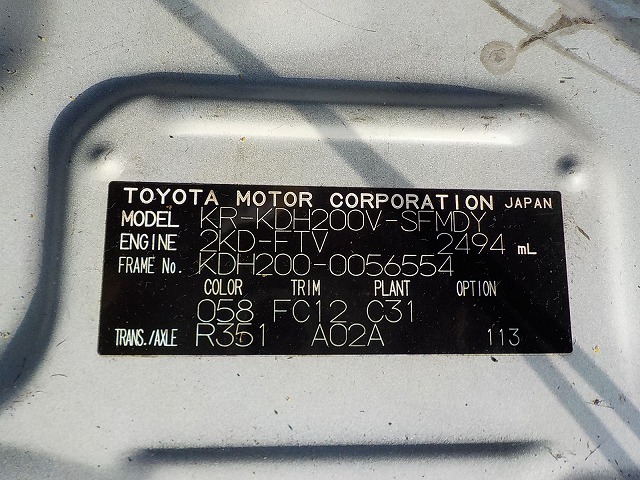 TOYOTA MOTOR CORPORATION JAPAN
MODEL KR-KDH200V-SFMDY
ENGINE 2KD-FTV 2494 mL
FRAME No. KDH200-0056554
COLOR TRIM PLANT OPTION
058 FC12 C31
TRANS./AXLE R351 A02A 113